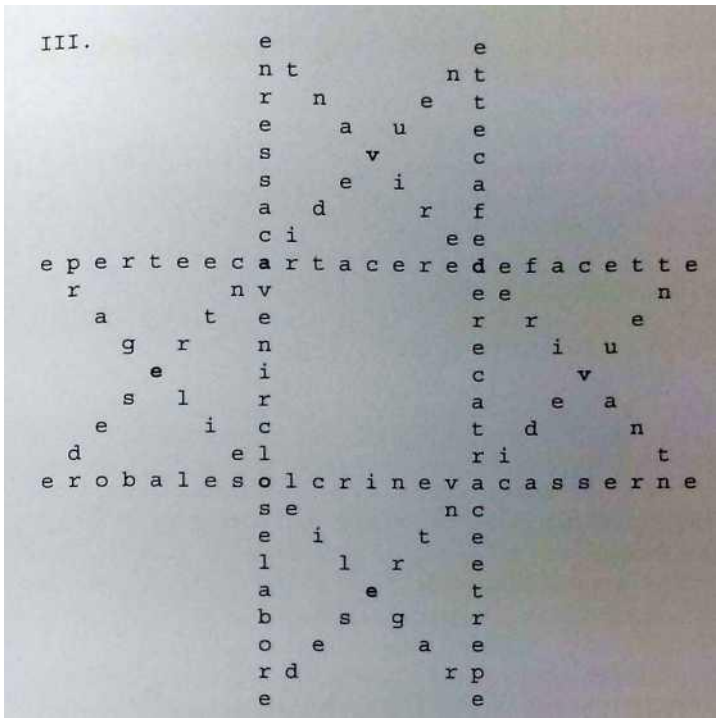 III. e e
n t n t
r n e t
e a u e
s v c
s e i a
a d r f
c i e e
e p e r t e e c a r t a c e r e d e f a c e t t e
r n v e e n
a t e r r e
g r n e i u
e i c v
s l r a e a
e i c t d n
d e l r i t
e r o b a l e s o l c r i n e v a c a s s e r n e
s e n c
e i t e
l l r e
a e t
b s g r
o e a e
r d r p
e e